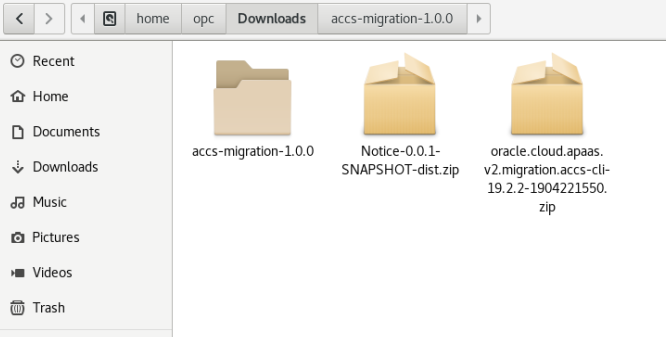 home opc Downloads accs-migration-1.0.0
Recent
Home
Documents
Downloads
Music
Pictures
Videos
Trash
accs-migration-1.0.0
Notice-0.0.1-
SNAPSHOT-dist.zip
oracle.cloud.apaas.
v2.migration.accs-cli-
19.2.2-1904221550.
zip